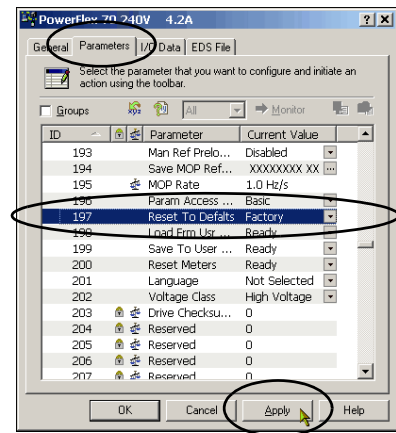 PowerFlex 70 240V 4.2A
General Parameters I/O Data EDS File
Select the parameter that you want to configure and initiate an
action using the toolbar.
Groups All Monitor
ID Parameter Current Value
193 Man Ref Prelo... Disabled
194 Save MOP Ref... XXXXXXXX XX
195 MOP Rate 1.0 Hz/s
196 Param Access ... Basic
197 Reset To Defalts Factory
198 Load Frm Usr ... Ready
199 Save To User ... Ready
200 Reset Meters Ready
201 Language Not Selected
202 Voltage Class High Voltage
203 Drive Checksu... 0
204 Reserved 0
205 Reserved 0
206 Reserved 0
207 Reserved 0
OK Cancel Apply Help